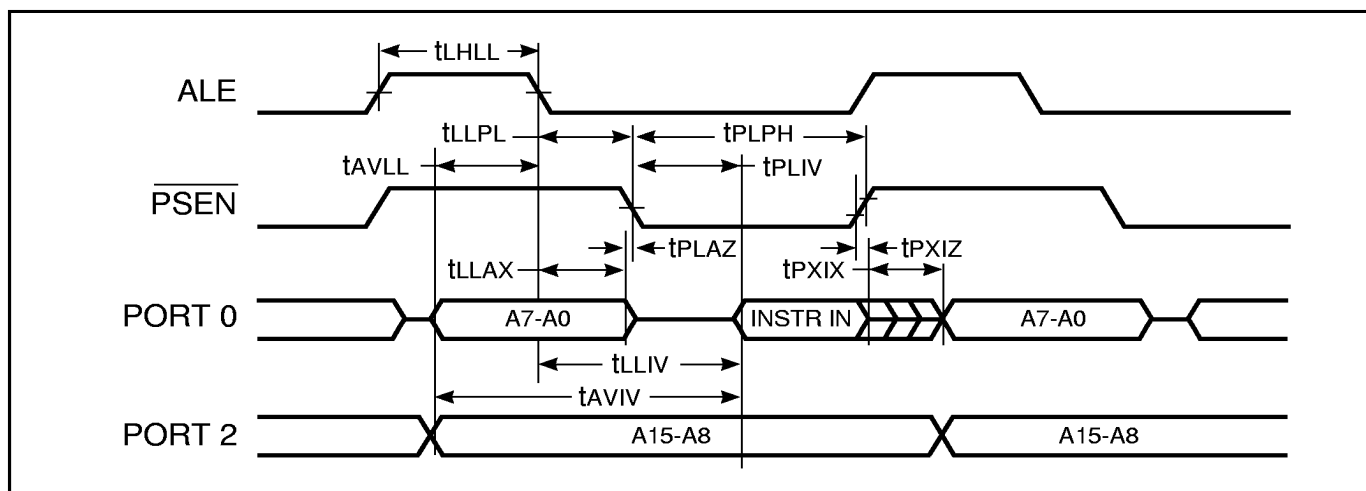 tLHLL
ALE
tLLPL
tPLPH
tAVLL
tPLIV
PSEN
tPLAZ
tPXIZ
tLLAX
tPXIX
PORT 0
A7-A0
INSTR IN
A7-A0
tLLIV
tAVIV
PORT 2
A15-A8
A15-A8